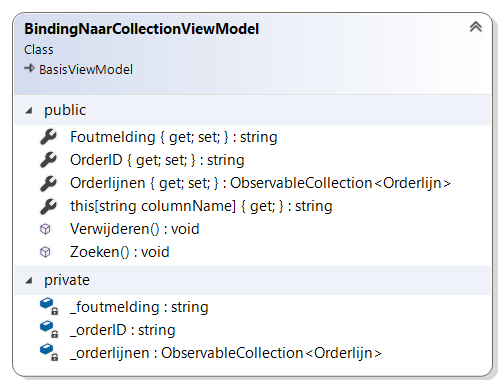 BindingNaarCollectionViewModel
Class
BasisViewModel
public
Foutmelding { get; set; } : string
OrderID { get; set; } : string
Orderlijnen { get; set; } : ObservableCollection<Orderlijn>
this[string columnName] { get; } : string
Verwijderen() : void
Zoeken() : void
private
_foutmelding : string
_orderID : string
_orderlijnen : ObservableCollection<Orderlijn>